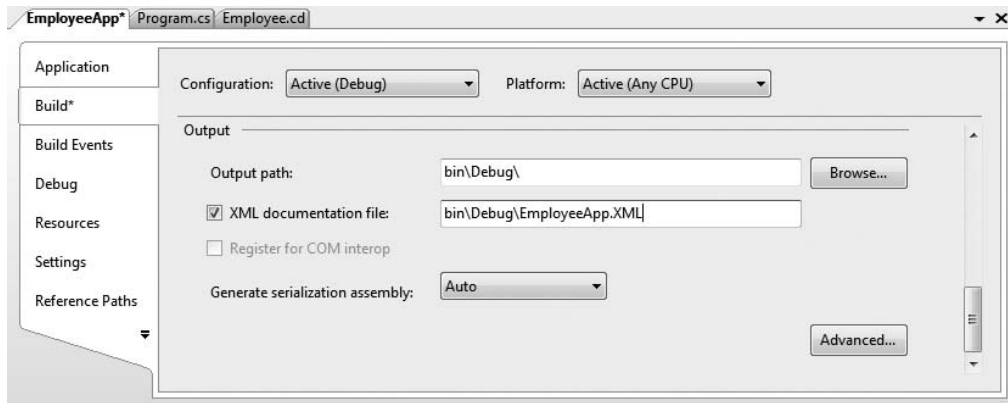 EmployeeApp* Program.cs Employee.cd
Application
Build*
Build Events
Debug
Resources
Settings
Reference Paths
Configuration: Active (Debug) Platform: Active (Any CPU)
Output
Output path: bin\Debug\ Browse...
XML documentation file: bin\Debug\EmployeeApp.XML
Register for COM interop
Generate serialization assembly: Auto
Advanced...